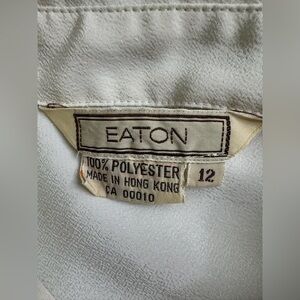 EATON
100% POLYESTER
MADE IN HONG KONG
CA 00010
12